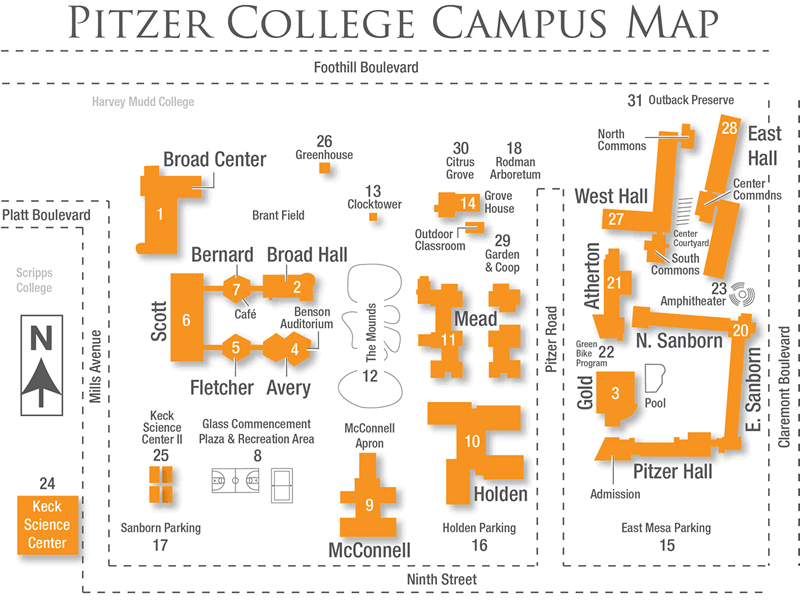 PITZER COLLEGE CAMPUS MAP
Foothill Boulevard
Harvey Mudd College
31 Outback Preserve
26
Greenhouse
30
Citrus
Grove
18
Rodman
Arboretum
North
Commons
28
East
Hall
Broad Center
1
13
Clocktower
14
Grove
House
West Hall
27
Center
Commons
Platt Boulevard
Brant Field
Outdoor
Classroom
Center
Courtyard
South
Commons
29
Garden
& Coop
Bernard
7
Café
Broad Hall
2
Scripps
College
Scott
6
Benson
Auditorium
The Mounds
12
Mead
11
Atherton
21
23
Amphitheater
20
N. Sanborn
E. Sanborn
N
Mills Avenue
5
Fletcher
4
Avery
Pitzer Road
Green
Bike
Program
22
Gold
3
Pool
Claremont Boulevard
Keck
Science
Center II
25
Glass Commencement
Plaza & Recreation Area
8
McConnell
Apron
9
McConnell
10
Holden
Pitzer Hall
Admission
24
Keck
Science
Center
Sanborn Parking
17
Holden Parking
16
East Mesa Parking
15
Ninth Street